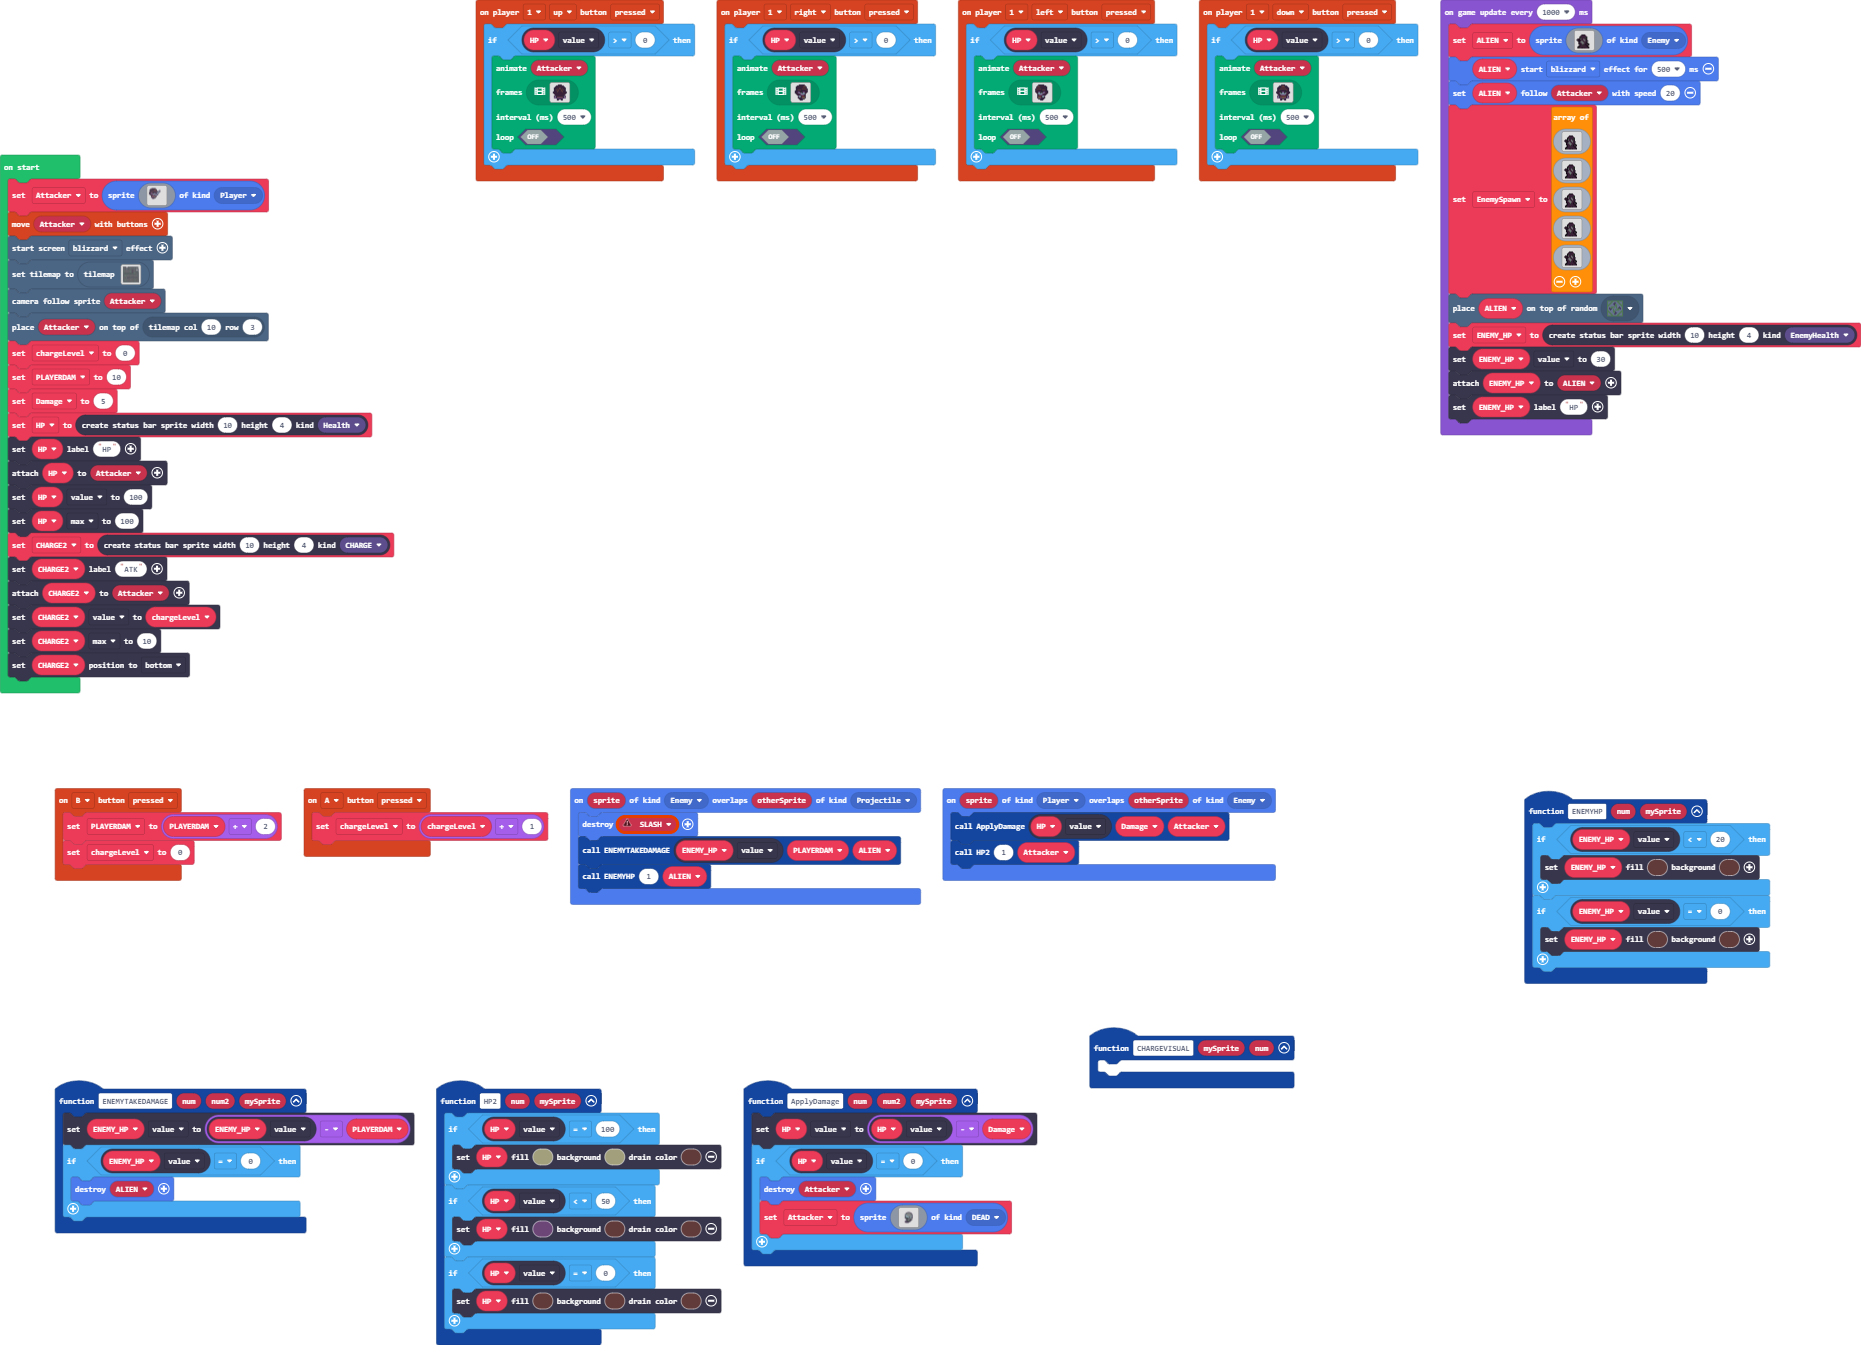 on player 1 up button pressed
if HP value > 0 then
animate Attacker
frames
interval (ms) 500
loop OFF
on player 1 right button pressed
if HP value > 0 then
animate Attacker
frames
interval (ms) 500
loop OFF
on player 1 left button pressed
if HP value > 0 then
animate Attacker
frames
interval (ms) 500
loop OFF
on player 1 down button pressed
if HP value > 0 then
animate Attacker
frames
interval (ms) 500
loop OFF
on game update every 1000 ms
set ALIEN to sprite of kind Enemy
ALIEN start blizzard effect for 500 ms
set ALIEN follow Attacker with speed 20
array of
set EnemySpawn to
place ALIEN on top of random
set ENEMY_HP to create status bar sprite width 10 height 4 kind EnemyHealth
set ENEMY_HP value to 30
attach ENEMY_HP to ALIEN
set ENEMY_HP label "HP"
on start
set Attacker to sprite of kind Player
move Attacker with buttons
start screen blizzard effect
set tilemap to tilemap
camera follow sprite Attacker
place Attacker on top of tilemap col 10 row 3
set chargeLevel to 0
set PLAYERDAM to 10
set Damage to 5
set HP to create status bar sprite width 10 height 4 kind Health
set HP label "HP"
attach HP to Attacker
set HP value to 100
set HP max to 100
set CHARGE2 to create status bar sprite width 10 height 4 kind CHARGE
set CHARGE2 label "ATK"
attach CHARGE2 to Attacker
set CHARGE2 value to chargeLevel
set CHARGE2 max to 10
set CHARGE2 position to bottom
on B button pressed
set PLAYERDAM to PLAYERDAM + 2
set chargeLevel to 0
on A button pressed
set chargeLevel to chargeLevel + 1
on sprite of kind Enemy overlaps otherSprite of kind Projectile
destroy SLASH
call ENEMYTAKEDAMAGE ENEMY_HP value PLAYERDAM ALIEN
call ENEMYHP 1 ALIEN
on sprite of kind Player overlaps otherSprite of kind Enemy
call ApplyDamage HP value Damage Attacker
call HP2 1 Attacker
function ENEMYHP num mySprite
if ENEMY_HP value < 20 then
set ENEMY_HP fill background
if ENEMY_HP value = 0 then
set ENEMY_HP fill background
function CHARGEVISUAL mySprite num
function ENEMYTAKEDAMAGE num num2 mySprite
set ENEMY_HP value to ENEMY_HP value - PLAYERDAM
if ENEMY_HP value = 0 then
destroy ALIEN
function HP2 num mySprite
if HP value = 100 then
set HP fill background drain color
if HP value < 50 then
set HP fill background drain color
if HP value = 0 then
set HP fill background drain color
function ApplyDamage num num2 mySprite
set HP value to HP value - Damage
if HP value = 0 then
destroy Attacker
set Attacker to sprite of kind DEAD